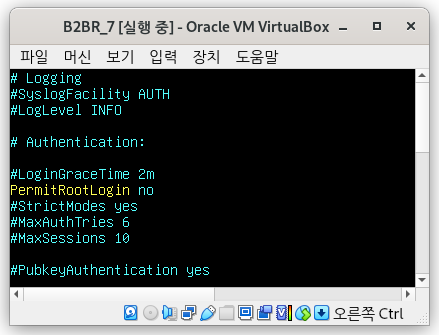 B2BR_7 [실행 중] - Oracle VM VirtualBox
파일 머신 보기 입력 장치 도움말
# Logging
#SyslogFacility AUTH
#LogLevel INFO
# Authentication:
#LoginGraceTime 2m
PermitRootLogin no
#StrictModes yes
#MaxAuthTries 6
#MaxSessions 10
#PubkeyAuthentication yes
오른쪽 Ctrl